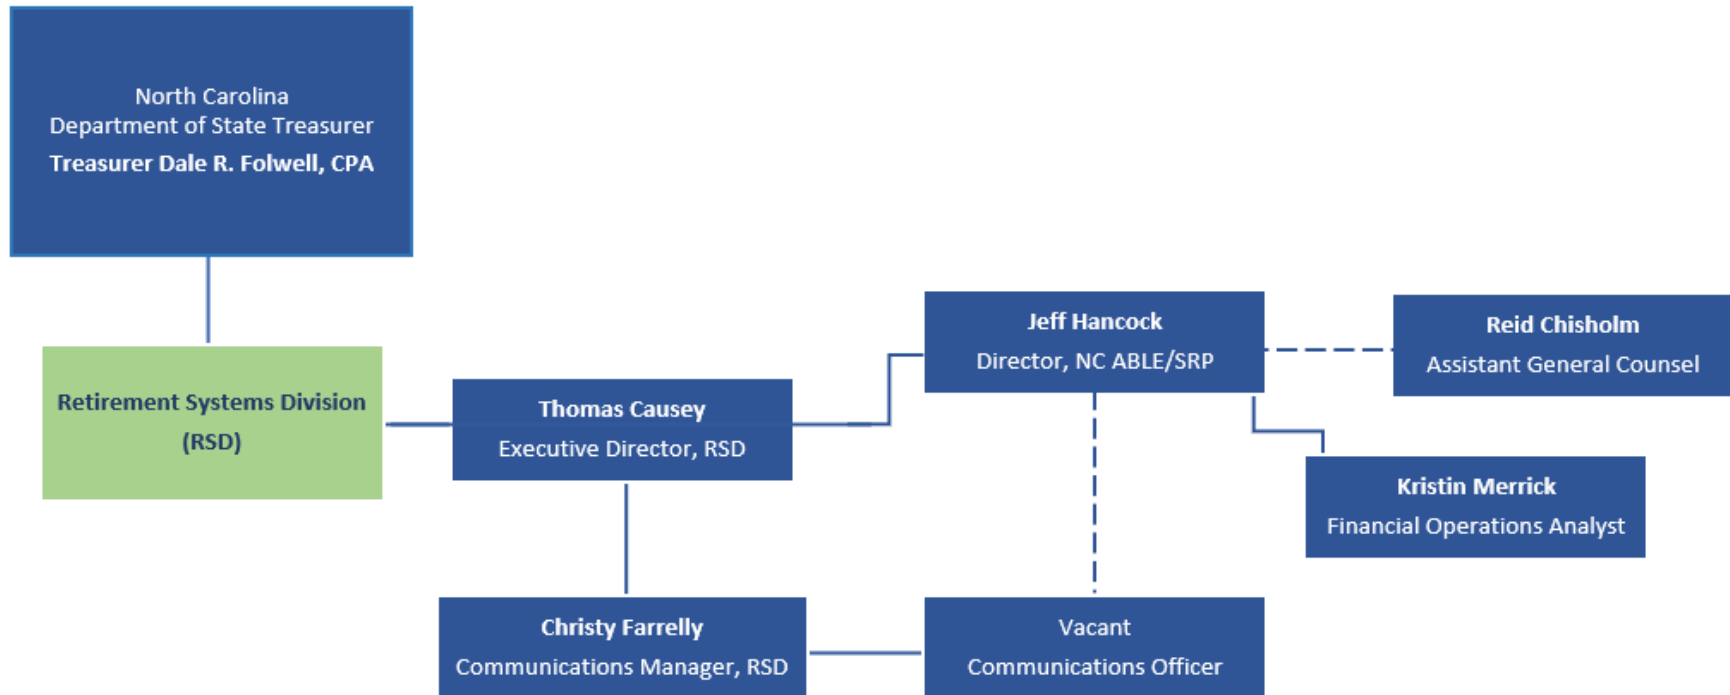 North Carolina
Department of State Treasurer
Treasurer Dale R. Folwell, CPA
Retirement Systems Division
(RSD)
Thomas Causey
Executive Director, RSD
Jeff Hancock
Director, NC ABLE/SRP
Reid Chisholm
Assistant General Counsel
Kristin Merrick
Financial Operations Analyst
Christy Farrelly
Communications Manager, RSD
Vacant
Communications Officer